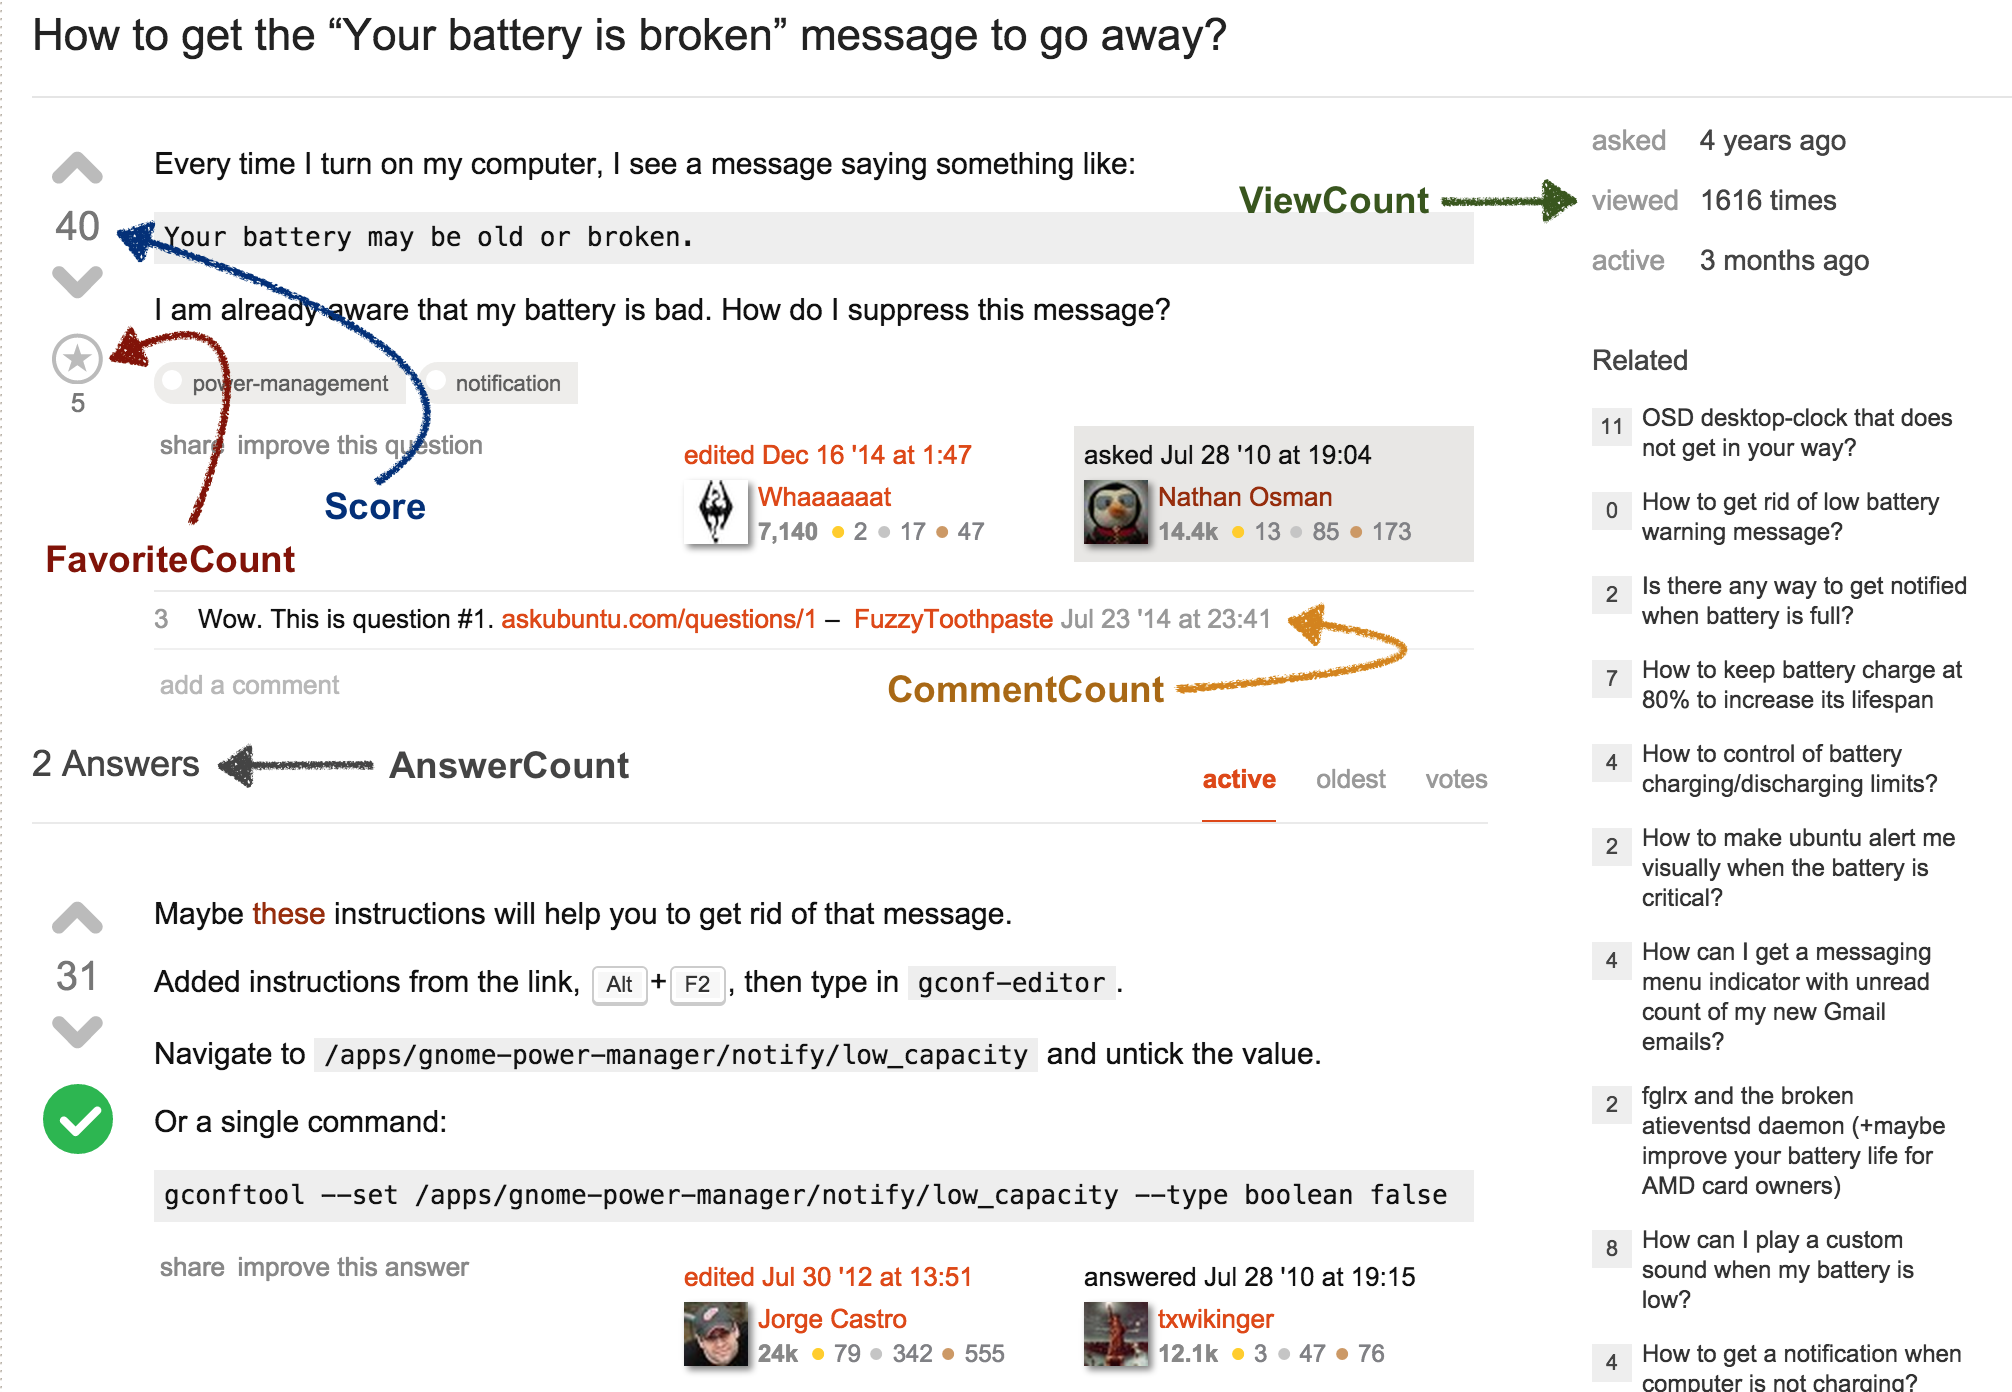 How to get the “Your battery is broken” message to go away?
40
Every time I turn on my computer, I see a message saying something like:
Your battery may be old or broken.
I am already aware that my battery is bad. How do I suppress this message?
5
power-management notification
share improve this question
edited Dec 16 '14 at 1:47
Whaaaaaat
7,140 2 17 47
asked Jul 28 '10 at 19:04
Nathan Osman
14.4k 13 85 173
Score
FavoriteCount
3 Wow. This is question #1. askubuntu.com/questions/1 – FuzzyToothpaste Jul 23 '14 at 23:41
add a comment
CommentCount
2 Answers
AnswerCount
active oldest votes
31
Maybe these instructions will help you to get rid of that message.
Added instructions from the link, Alt + F2 , then type in gconf-editor .
Navigate to /apps/gnome-power-manager/notify/low_capacity and untick the value.
Or a single command:
gconftool --set /apps/gnome-power-manager/notify/low_capacity --type boolean false
share improve this answer
edited Jul 30 '12 at 13:51
Jorge Castro
24k 79 342 555
answered Jul 28 '10 at 19:15
txwikinger
12.1k 3 47 76
asked 4 years ago
ViewCount
viewed 1616 times
active 3 months ago
Related
11 OSD desktop-clock that does
not get in your way?
0 How to get rid of low battery
warning message?
2 Is there any way to get notified
when battery is full?
7 How to keep battery charge at
80% to increase its lifespan
4 How to control of battery
charging/discharging limits?
2 How to make ubuntu alert me
visually when the battery is
critical?
4 How can I get a messaging
menu indicator with unread
count of my new Gmail
emails?
2 fglrx and the broken
atieventsd daemon (+maybe
improve your battery life for
AMD card owners)
8 How can I play a custom
sound when my battery is
low?
4 How to get a notification when
computer is not charging?